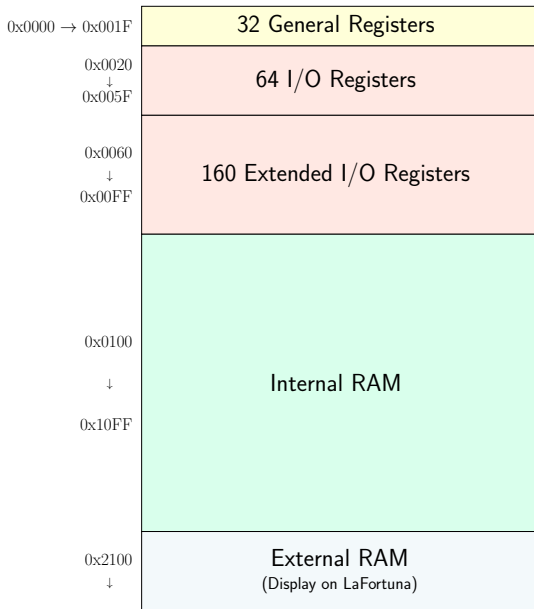 0x0000 → 0x001F
32 General Registers
0x0020
↓
0x005F
64 I/O Registers
0x0060
↓
0x00FF
160 Extended I/O Registers
0x0100
↓
0x10FF
Internal RAM
0x2100
↓
External RAM
(Display on LaFortuna)